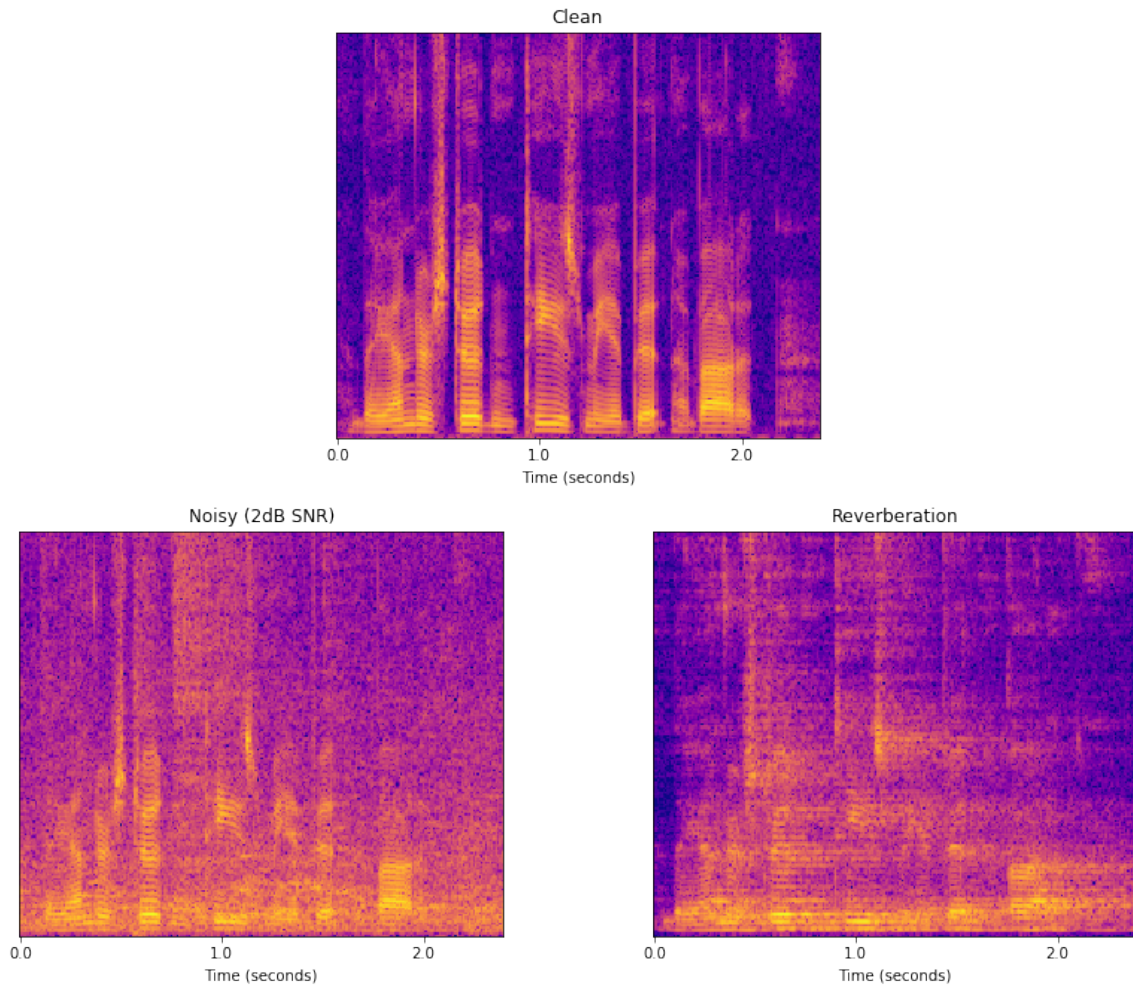 Clean
0.0 1.0 2.0
Time (seconds)
Noisy (2dB SNR)
0.0 1.0 2.0
Time (seconds)
Reverberation
0.0 1.0 2.0
Time (seconds)